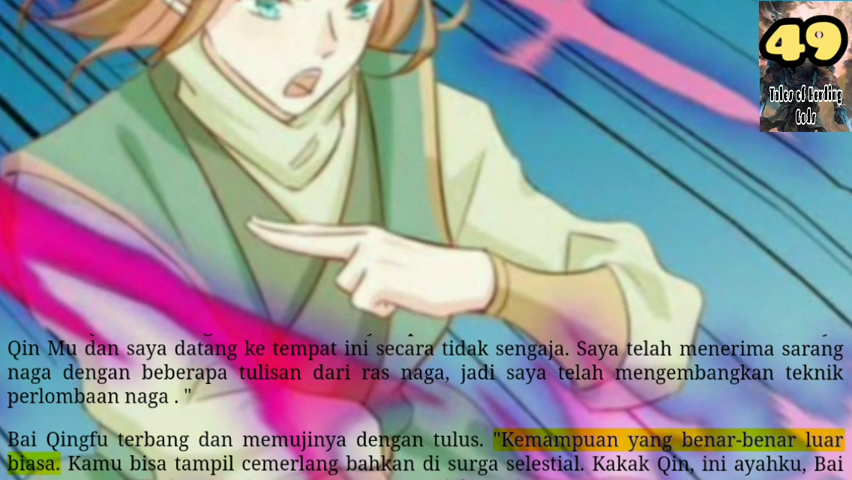 49
Tales of Herding
Gods
Qin Mu dan saya datang ke tempat ini secara tidak sengaja. Saya telah menerima sarang
naga dengan beberapa tulisan dari ras naga, jadi saya telah mengembangkan teknik
perlombaan naga . "
Bai Qingfu terbang dan memujinya dengan tulus. "Kemampuan yang benar-benar luar
biasa. Kamu bisa tampil cemerlang bahkan di surga selestial. Kakak Qin, ini ayahku, Bai